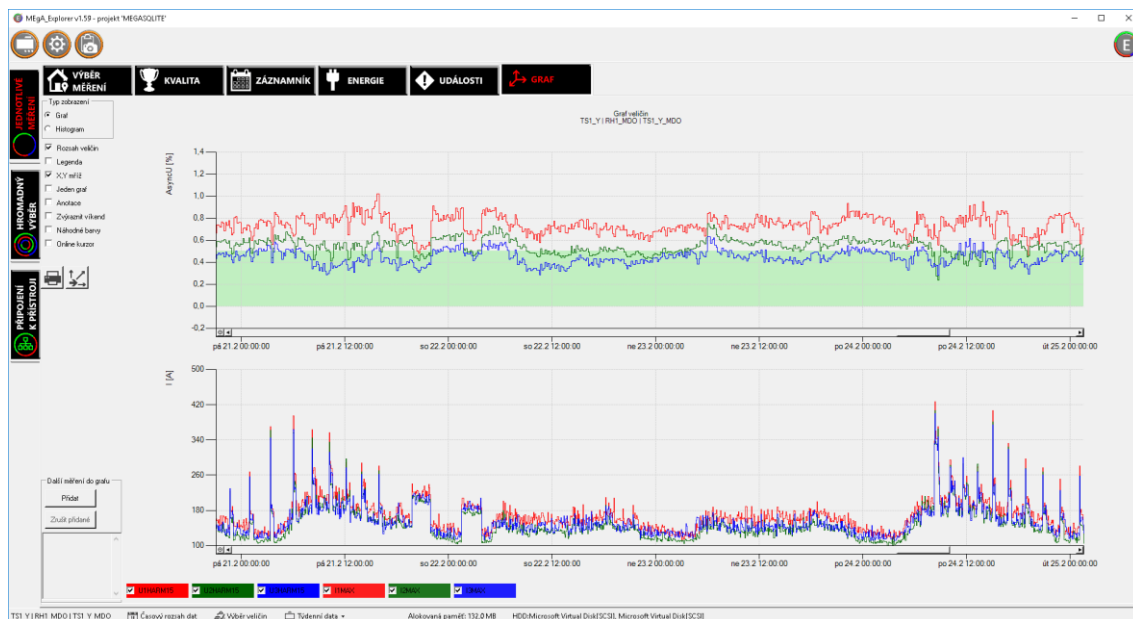 MEgA_Explorer v1.59 - projekt 'MEGASQLITE'
E
VÝBĚR
MĚŘENÍ
KVALITA
ZÁZNAMNÍK
ENERGIE
UDÁLOSTI
GRAF
JEDNOTLIVÉ
MĚŘENÍ
HROMADNÝ
VÝBĚR
PŘIPOJENÍ
K PŘÍSTROJI
Typ zobrazení
Graf
Histogram
Rozsah veličin
Legenda
X,Y mříž
Jeden graf
Anotace
Zvýraznit víkend
Náhodné barvy
Online kurzor
Graf veličin
TS1_Y | RH1_MDO | TS1_Y_MDO
AsyncU [%]
1,4
1,2
1,0
0,8
0,6
0,4
0,2
0,0
-0,2
pá 21.2 00:00:00
pá 21.2 12:00:00
so 22.2 00:00:00
so 22.2 12:00:00
ne 23.2 00:00:00
ne 23.2 12:00:00
po 24.2 00:00:00
po 24.2 12:00:00
út 25.2 00:00:00
I [A]
500
420
340
260
180
100
pá 21.2 00:00:00
pá 21.2 12:00:00
so 22.2 00:00:00
so 22.2 12:00:00
ne 23.2 00:00:00
ne 23.2 12:00:00
po 24.2 00:00:00
po 24.2 12:00:00
út 25.2 00:00:00
Další měření do grafu
Přidat
Zrušit přidané
U1HARM15
U2HARM15
U3HARM15
I1MAX
I2MAX
I3MAX
TS1_Y | RH1_MDO | TS1_Y_MDO
Časový rozsah dat
Výběr veličin
Týdenní data
Alokovaná paměť: 132,0 MB
HDD:Microsoft Virtual Disk[SCSI], Microsoft Virtual Disk[SCSI]